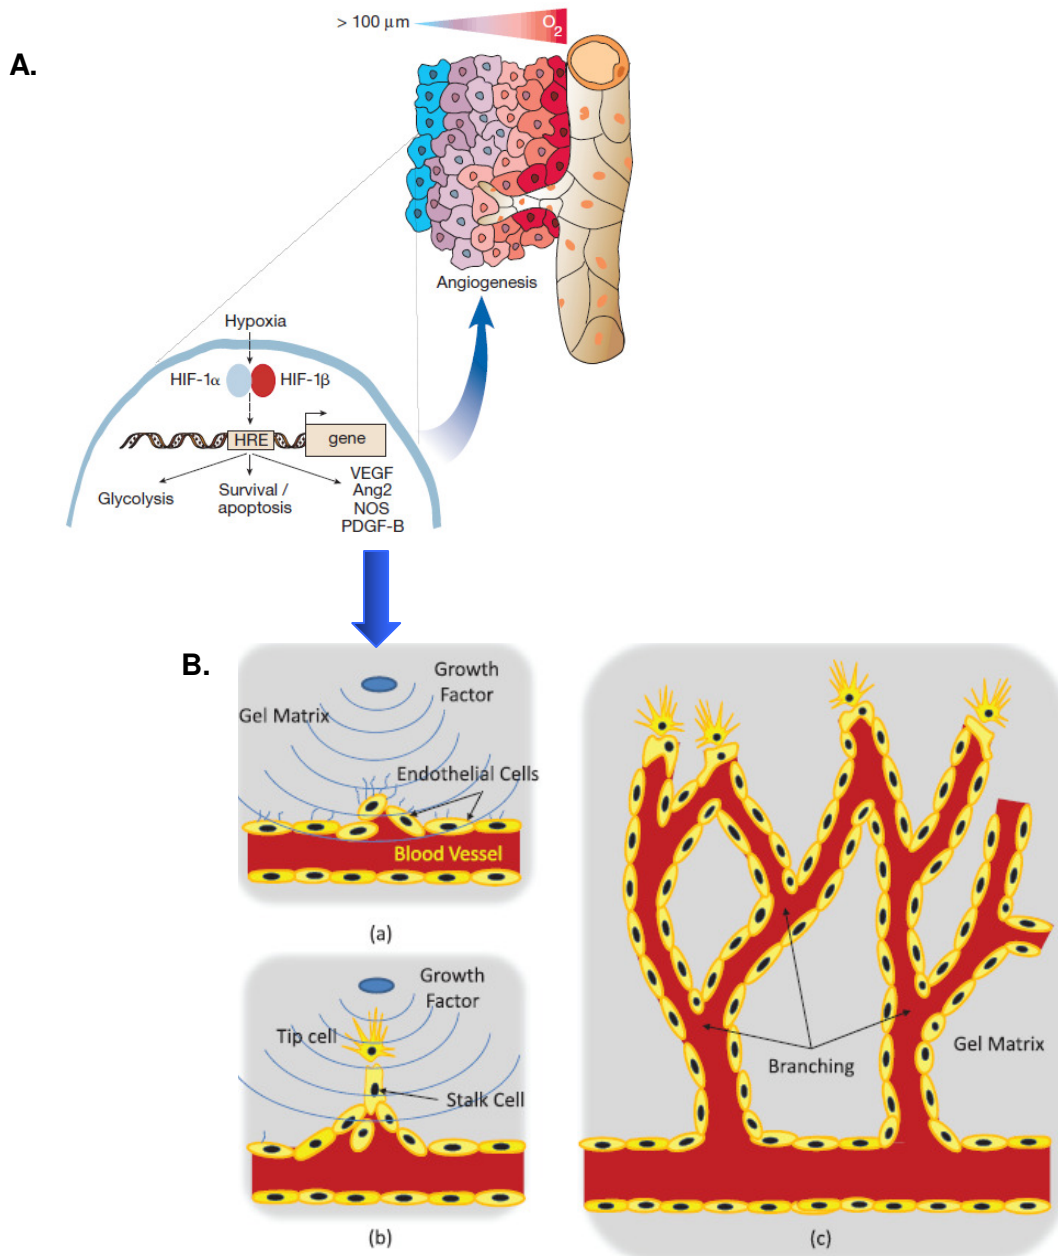 > 100 μm
O2
A.
Angiogenesis
Hypoxia
HIF-1α
HIF-1β
HRE
gene
Glycolysis
Survival /
apoptosis
VEGF
Ang2
NOS
PDGF-B
B.
Growth
Factor
Gel Matrix
Endothelial Cells
Blood Vessel
(a)
Growth
Factor
Tip cell
Stalk Cell
(b)
Branching
Gel Matrix
(c)